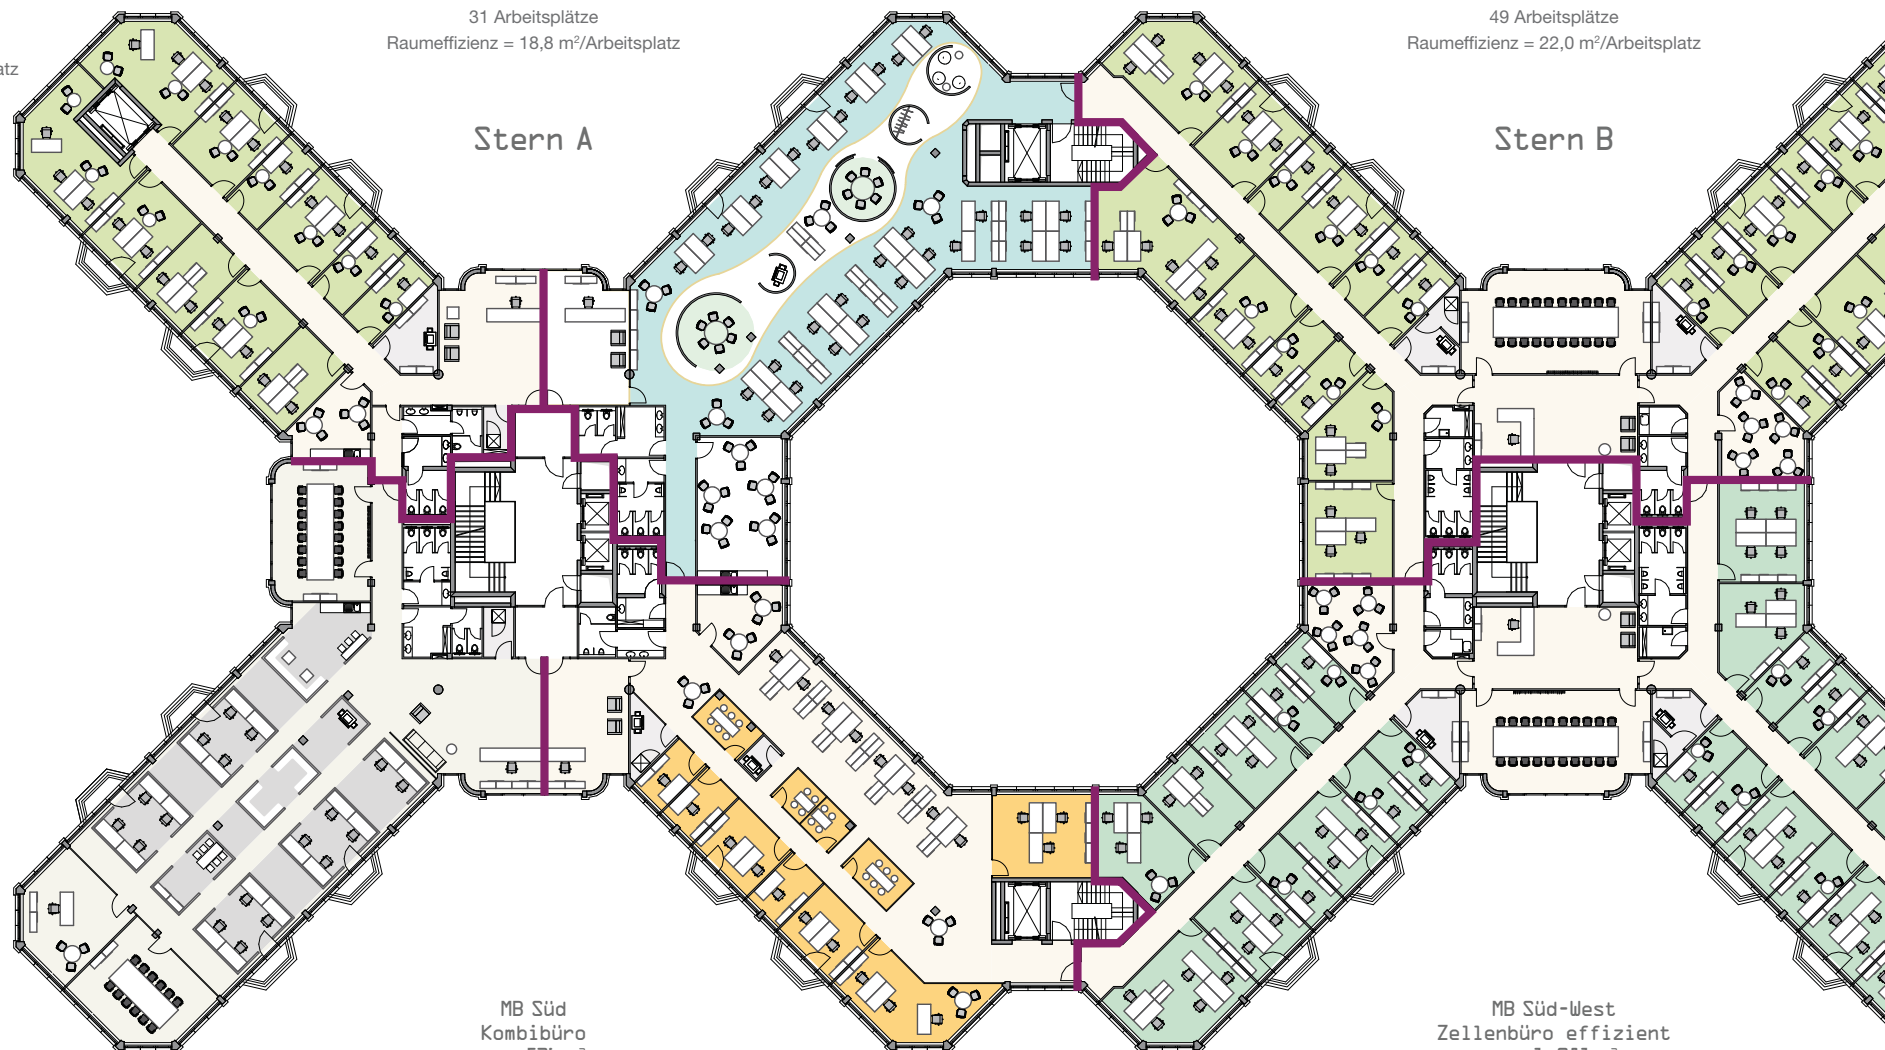 31 Arbeitsplätze
Raumeffizienz = 18,8 m²/Arbeitsplatz
49 Arbeitsplätze
Raumeffizienz = 22,0 m²/Arbeitsplatz
atz
Stern A
Stern B
MB Süd
Kombibüro
MB Süd-West
Zellenbüro effizient